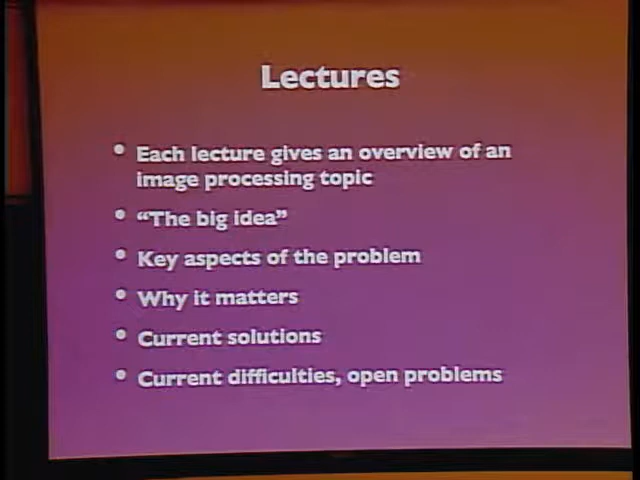 Lectures
• Each lecture gives an overview of an
image processing topic
• “The big idea”
• Key aspects of the problem
• Why it matters
• Current solutions
• Current difficulties, open problems